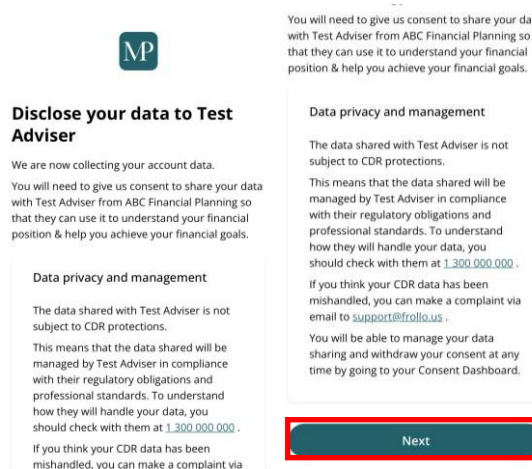 MP
Disclose your data to Test
Adviser
We are now collecting your account data.
You will need to give us consent to share your data
with Test Adviser from ABC Financial Planning so
that they can use it to understand your financial
position & help you achieve your financial goals.
Data privacy and management
The data shared with Test Adviser is not
subject to CDR protections.
This means that the data shared will be
managed by Test Adviser in compliance
with their regulatory obligations and
professional standards. To understand
how they will handle your data, you
should check with them at 1 300 000 000 .
If you think your CDR data has been
mishandled, you can make a complaint via
You will need to give us consent to share your da
with Test Adviser from ABC Financial Planning so
that they can use it to understand your financial
position & help you achieve your financial goals.
Data privacy and management
The data shared with Test Adviser is not
subject to CDR protections.
This means that the data shared will be
managed by Test Adviser in compliance
with their regulatory obligations and
professional standards. To understand
how they will handle your data, you
should check with them at 1 300 000 000 .
If you think your CDR data has been
mishandled, you can make a complaint via
email to support@frollo.us .
You will be able to manage your data
sharing and withdraw your consent at any
time by going to your Consent Dashboard.
Next